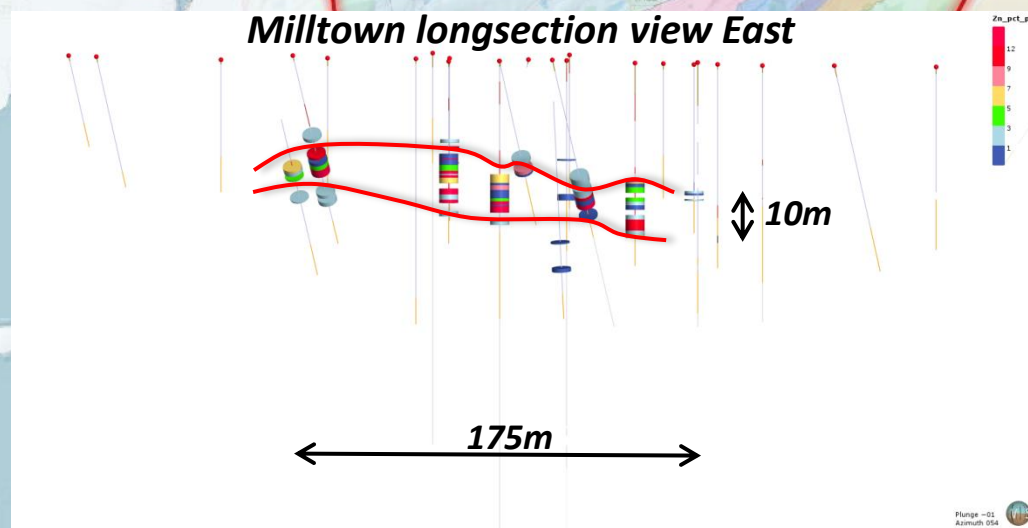 Milltown longsection view East
Zn_pct_p
12
9
7
5
3
1
10m
175m
Plunge −01
Azimuth 054